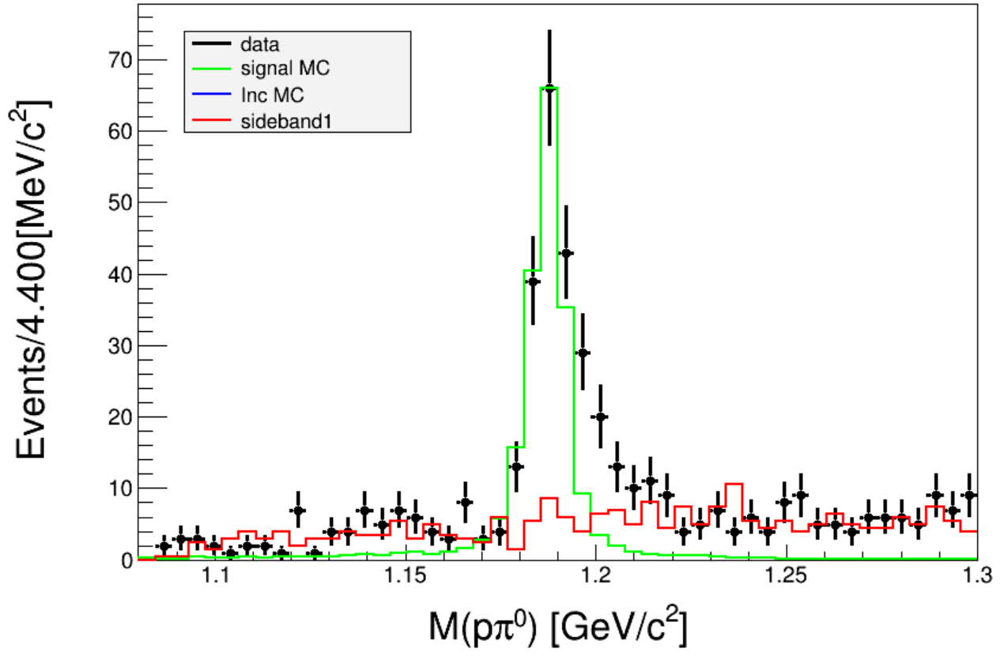 Events/4.400[MeV/c²]
70
60
50
40
30
20
10
0
data
signal MC
Inc MC
sideband1
1.1 1.15 1.2 1.25 1.3
M(pπ⁰) [GeV/c²]